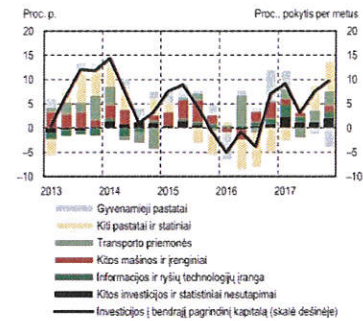 Proc. p. Proc., pokytis per metus
20 20
15 15
10 10
5 5
0 0
−5 −5
−10 −10
2013 2014 2015 2016 2017
Gyvenamieji pastatai
Kiti pastatai ir statiniai
Transporto priemonės
Kitos mašinos ir įrenginiai
Informacijos ir ryšių technologijų įranga
Kitos investicijos ir statistiniai nesutapimai
Investicijos į bendrąjį pagrindinį kapitalą (skalė dešinėje)